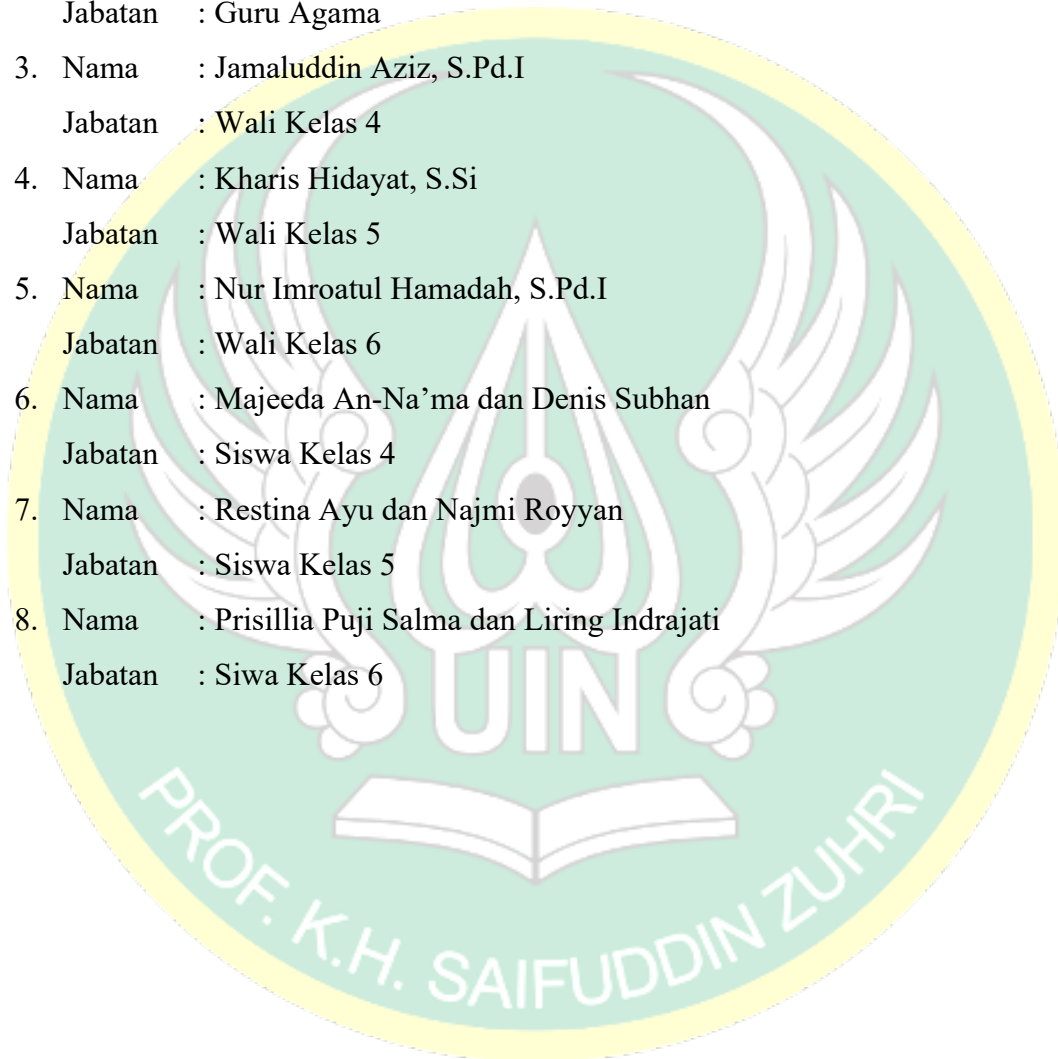 Jabatan : Guru Agama
3. Nama : Jamaluddin Aziz, S.Pd.I
Jabatan : Wali Kelas 4
4. Nama : Kharis Hidayat, S.Si
Jabatan : Wali Kelas 5
5. Nama : Nur Imroatul Hamadah, S.Pd.I
Jabatan : Wali Kelas 6
6. Nama : Majeeda An-Na’ma dan Denis Subhan
Jabatan : Siswa Kelas 4
7. Nama : Restina Ayu dan Najmi Royyan
Jabatan : Siswa Kelas 5
8. Nama : Prisillia Puji Salma dan Liring Indrajati
Jabatan : Siwa Kelas 6
UIN
PROF. K.H. SAIFUDDIN ZUHRI